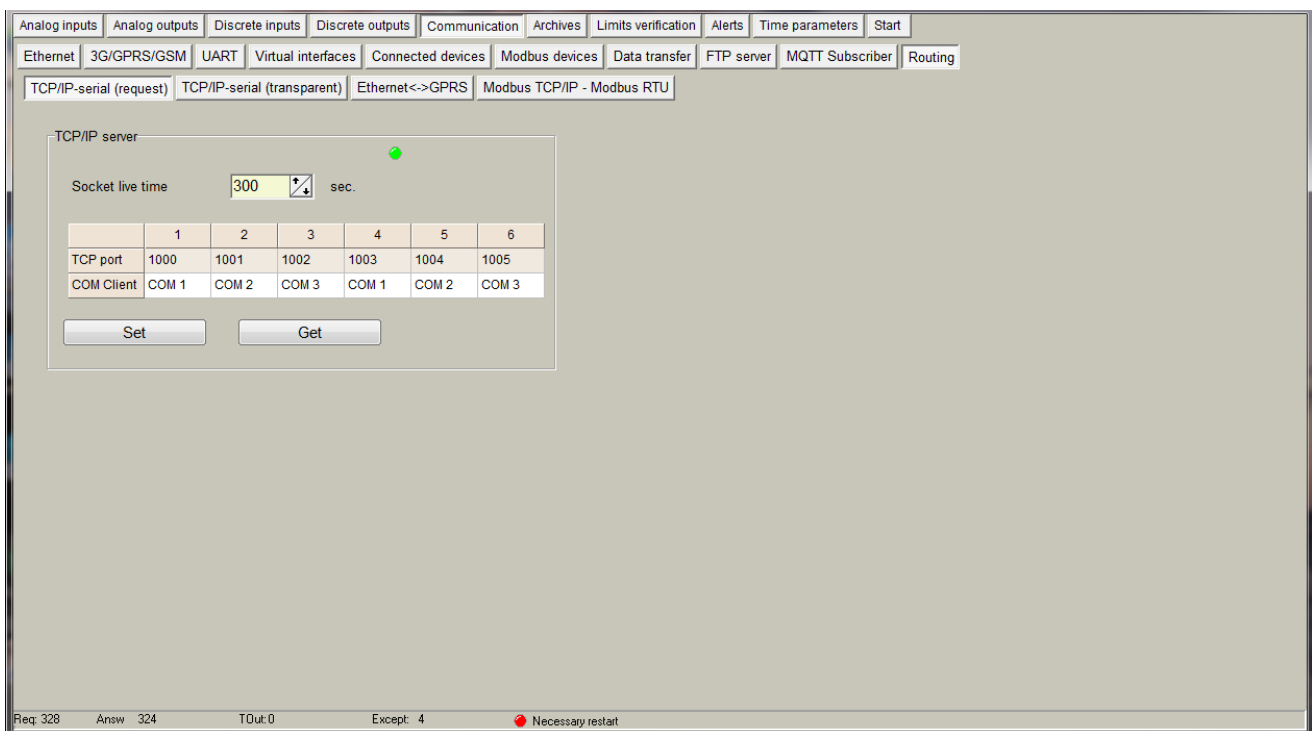 Analog inputs Analog outputs Discrete inputs Discrete outputs Communication Archives Limits verification Alerts Time parameters Start
Ethernet 3G/GPRS/GSM UART Virtual interfaces Connected devices Modbus devices Data transfer FTP server MQTT Subscriber Routing
TCP/IP-serial (request) TCP/IP-serial (transparent) Ethernet<->GPRS Modbus TCP/IP - Modbus RTU
TCP/IP server
Socket live time 300 sec.
1 2 3 4 5 6
TCP port 1000 1001 1002 1003 1004 1005
COM Client COM 1 COM 2 COM 3 COM 1 COM 2 COM 3
Set Get
Req: 328 Answ 324 TOut: 0 Except: 4 Necessary restart